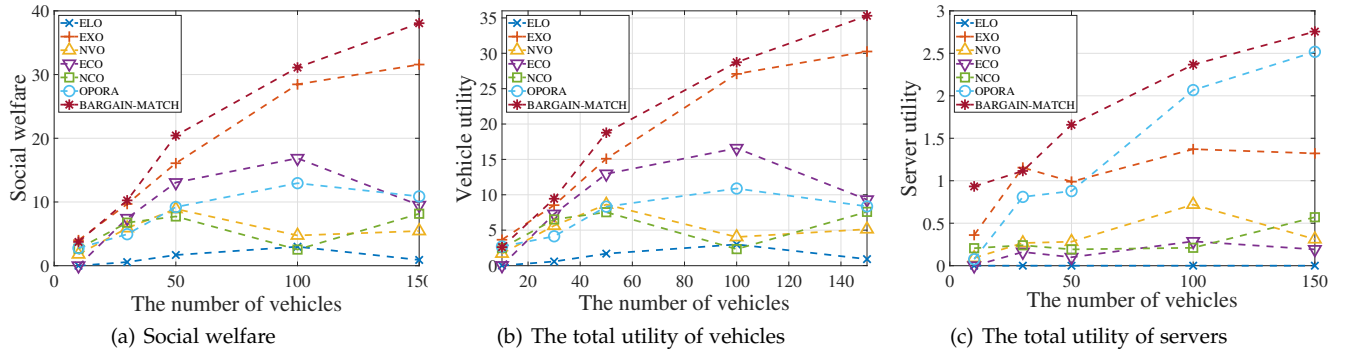 40
30
20
10
0
Social welfare
ELO
EXO
NVO
ECO
NCO
OPORA
BARGAIN-MATCH
0 50 100 150
The number of vehicles
(a) Social welfare
35
30
25
20
15
10
5
0
Vehicle utility
ELO
EXO
NVO
ECO
NCO
OPORA
BARGAIN-MATCH
20 40 60 80 100 120 140
The number of vehicles
(b) The total utility of vehicles
3
2.5
2
1.5
1
0.5
0
Server utility
ELO
EXO
NVO
ECO
NCO
OPORA
BARGAIN-MATCH
0 50 100 150
The number of vehicles
(c) The total utility of servers